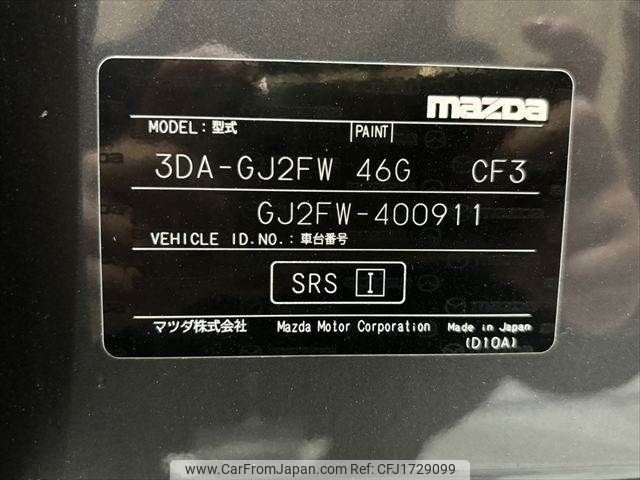 mazda
MODEL: 型式 PAINT
3DA-GJ2FW 46G CF3
GJ2FW-400911
VEHICLE ID.NO.: 車台番号
SRS I
マツダ株式会社 Mazda Motor Corporation Made in Japan
(D10A)
www.CarFromJapan.com | Car Ref ID: CFJ1729099